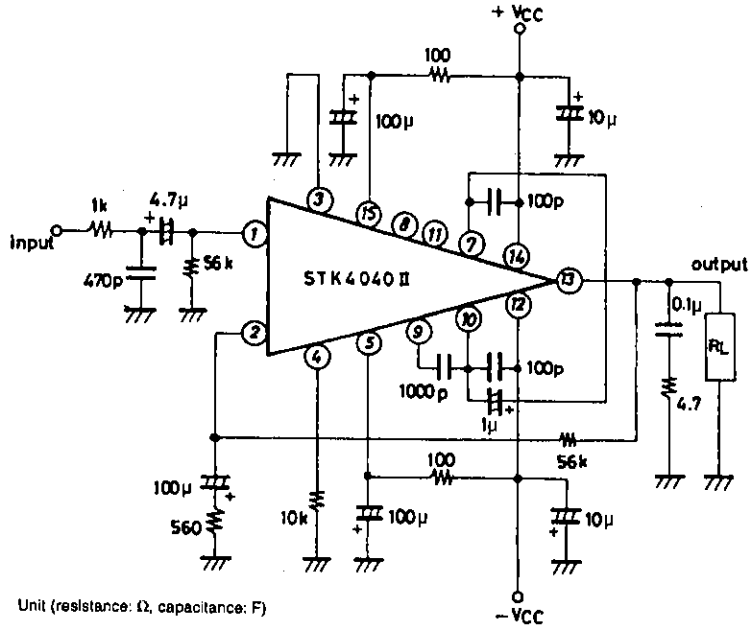 + VCC
100
+
100μ
+
10μ
3
15
8
11
7
100p
14
1k
4.7μ
+
input
1
470p
56k
STK4040II
13
output
0.1μ
RL
4.7
2
4
5
9
10
12
1000p
100p
1μ
+
56k
100
100μ
+
560
10k
+
100μ
+
10μ
− VCC
Unit (resistance: Ω, capacitance: F)